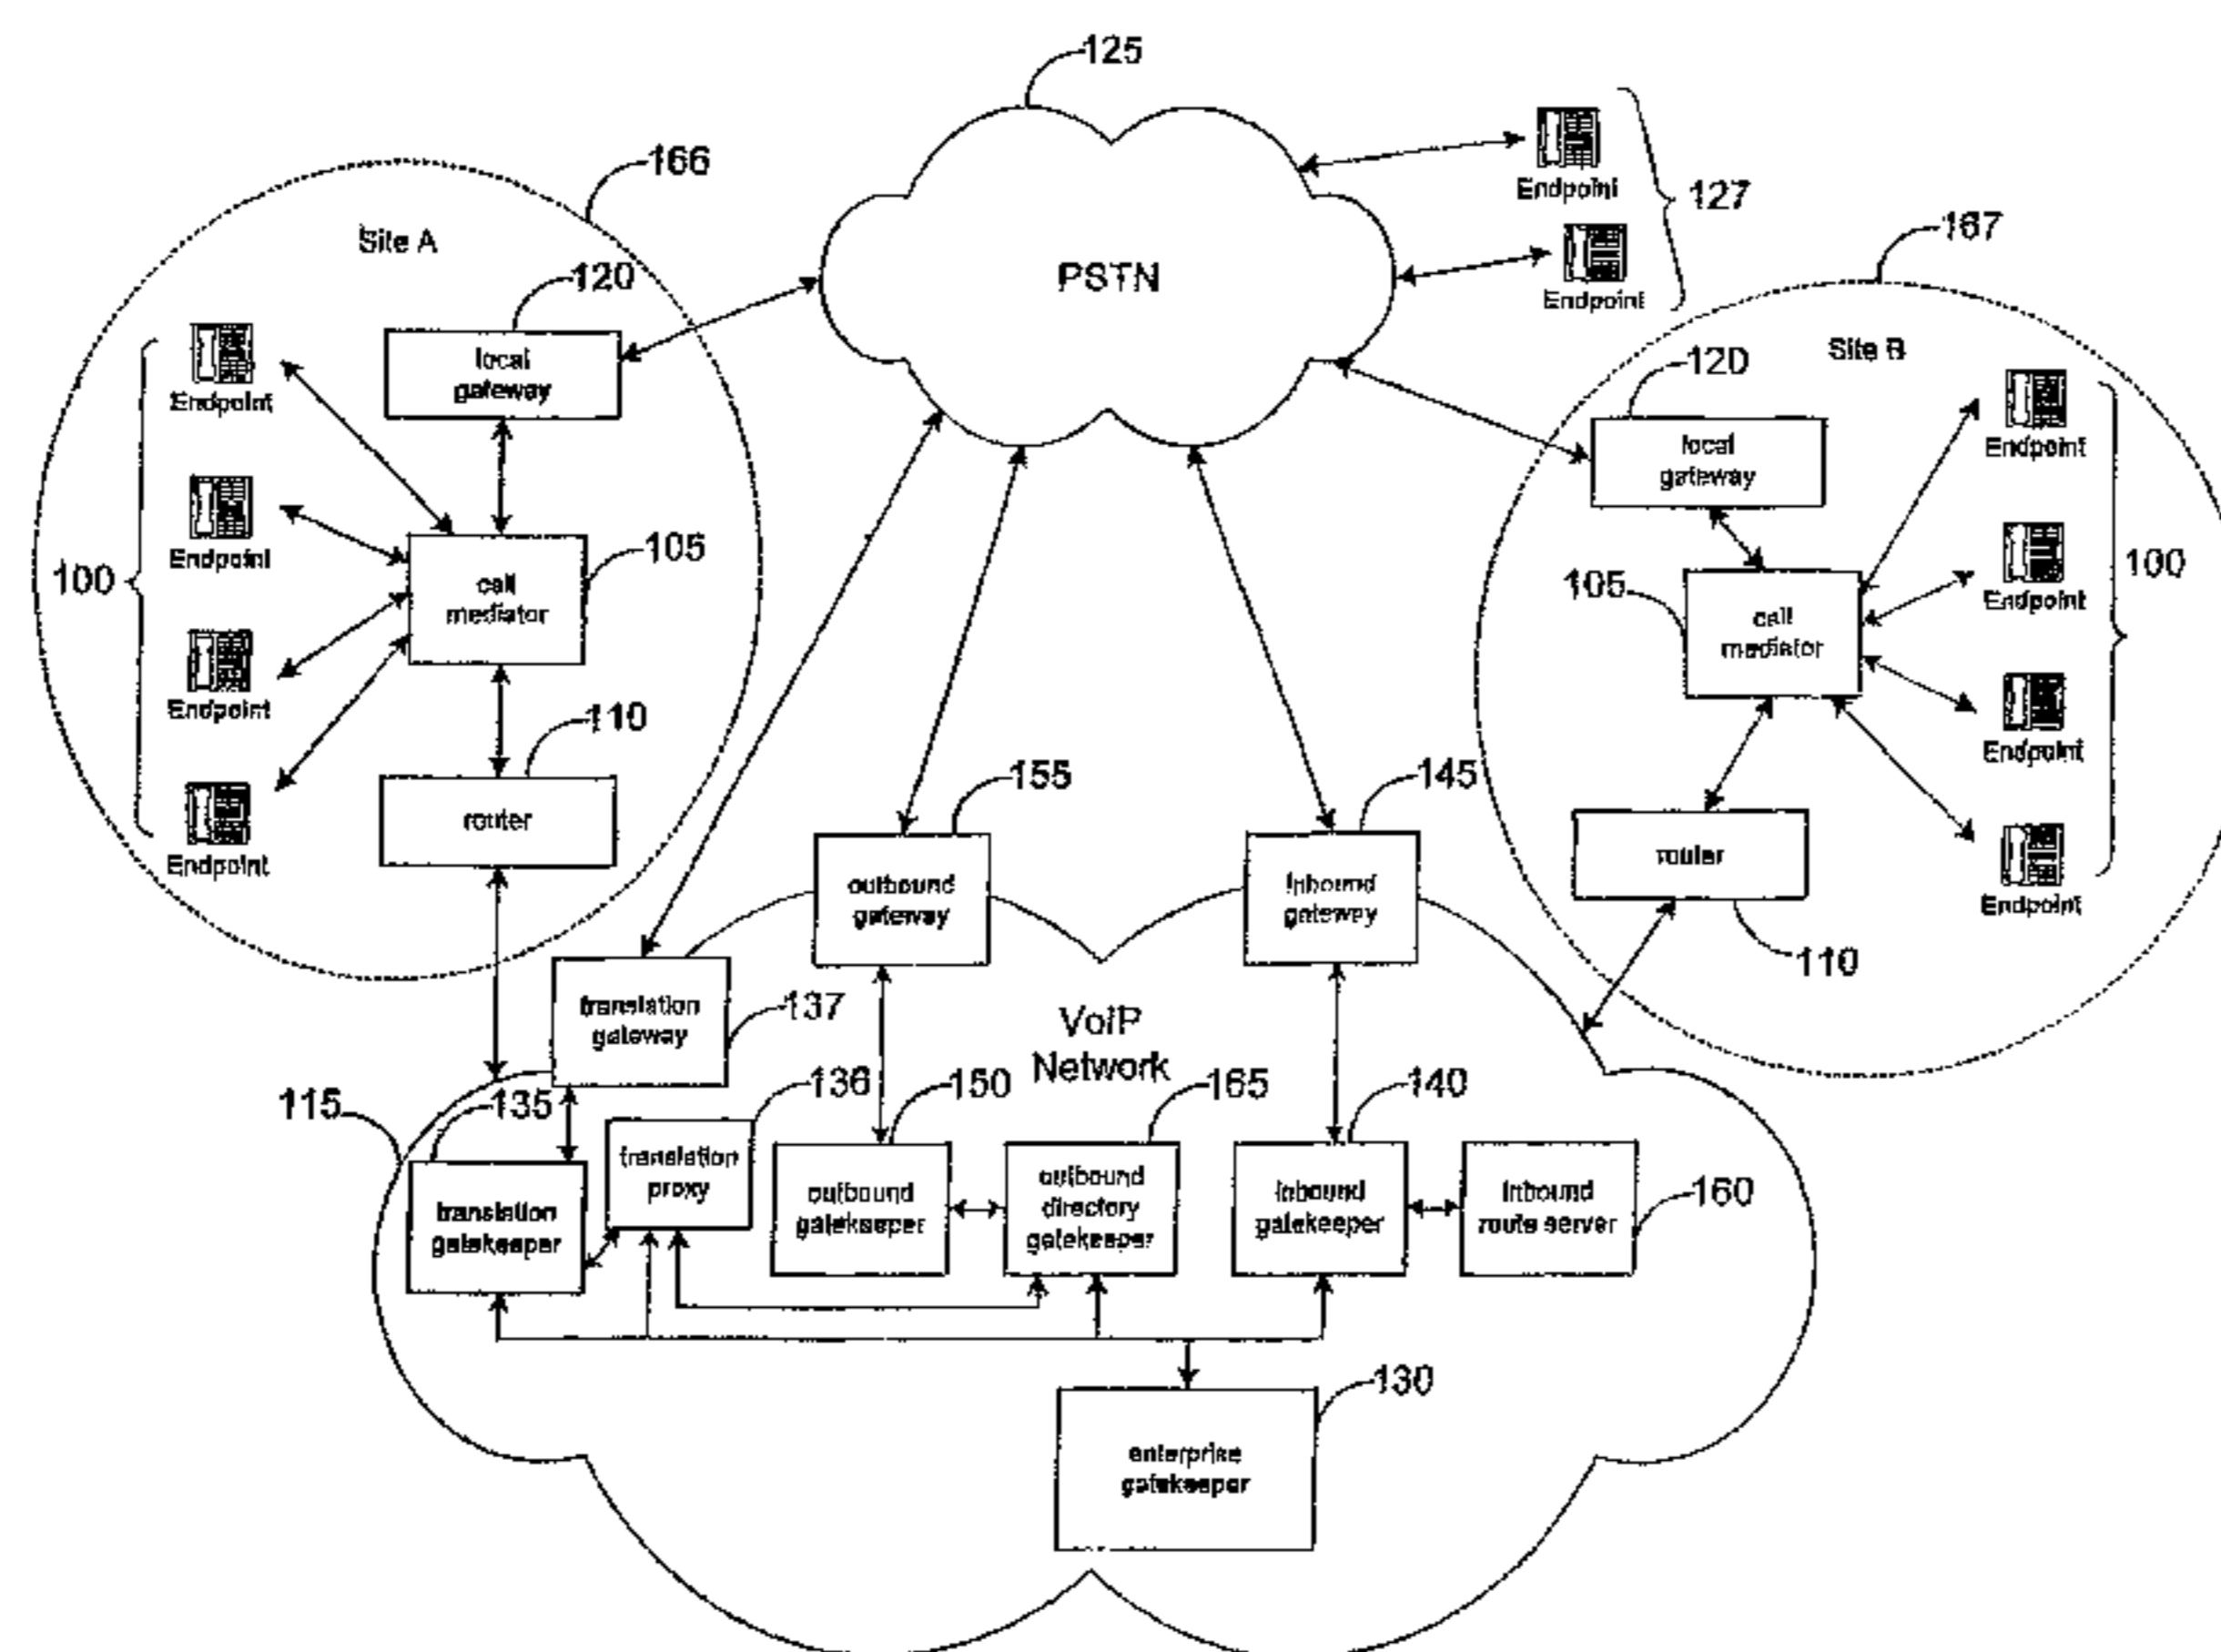 125
166
Site A
120
local
gateway
Endpoint
Endpoint
Endpoint
Endpoint
100
call
mediator
105
110
router
PSTN
Endpoint
Endpoint
127
167
Site B
120
local
gateway
Endpoint
Endpoint
Endpoint
Endpoint
100
105
call
mediator
router
110
155
outbound
gateway
145
Inbound
gateway
translation
gateway
137
VoIP
Network
115
135
translation
gatekeeper
136
translation
proxy
150
outbound
gatekeeper
165
outbound
directory
gatekeeper
140
Inbound
gatekeeper
Inbound
route server
160
130
enterprise
gatekeeper